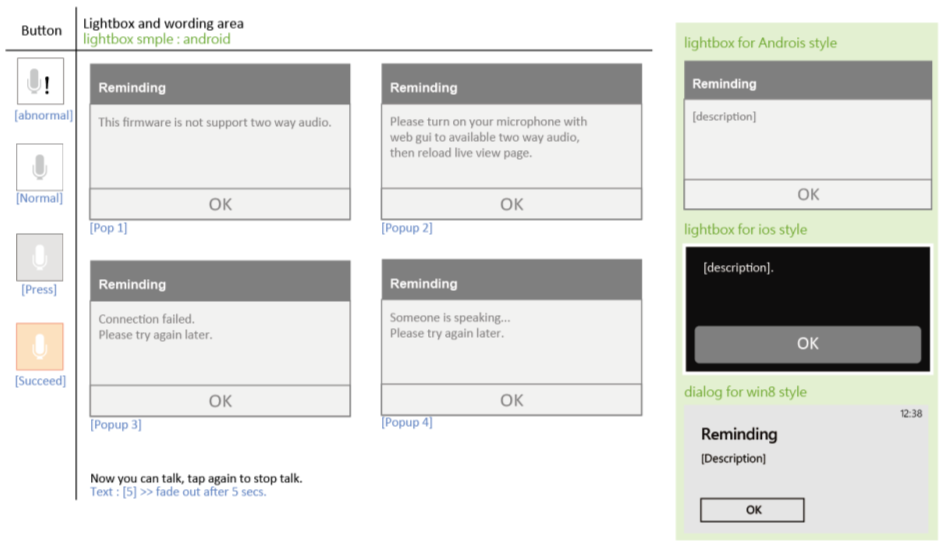 Button
Lightbox and wording area
lightbox smple : android
!
[abnormal]
[Normal]
[Press]
[Succeed]
Reminding
This firmware is not support two way audio.
OK
[Pop 1]
Reminding
Please turn on your microphone with
web gui to available two way audio,
then reload live view page.
OK
[Popup 2]
Reminding
Connection failed.
Please try again later.
OK
[Popup 3]
Reminding
Someone is speaking...
Please try again later.
OK
[Popup 4]
Now you can talk, tap again to stop talk.
Text : [5] >> fade out after 5 secs.
lightbox for Androis style
Reminding
[description]
OK
lightbox for ios style
[description].
OK
dialog for win8 style
12:38
Reminding
[Description]
OK